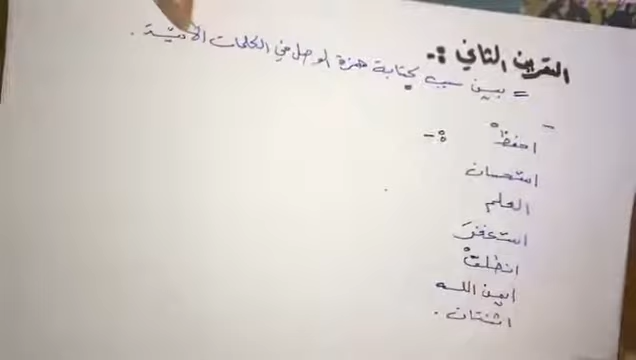 التمرين الثاني :-
= بين سبب كتابة همزة الوصل في الكلمات الآتية .
احفظْ :-
استحسان
العلم
استغفرَ
انطلقْ
ايمن الله
اثنتان .